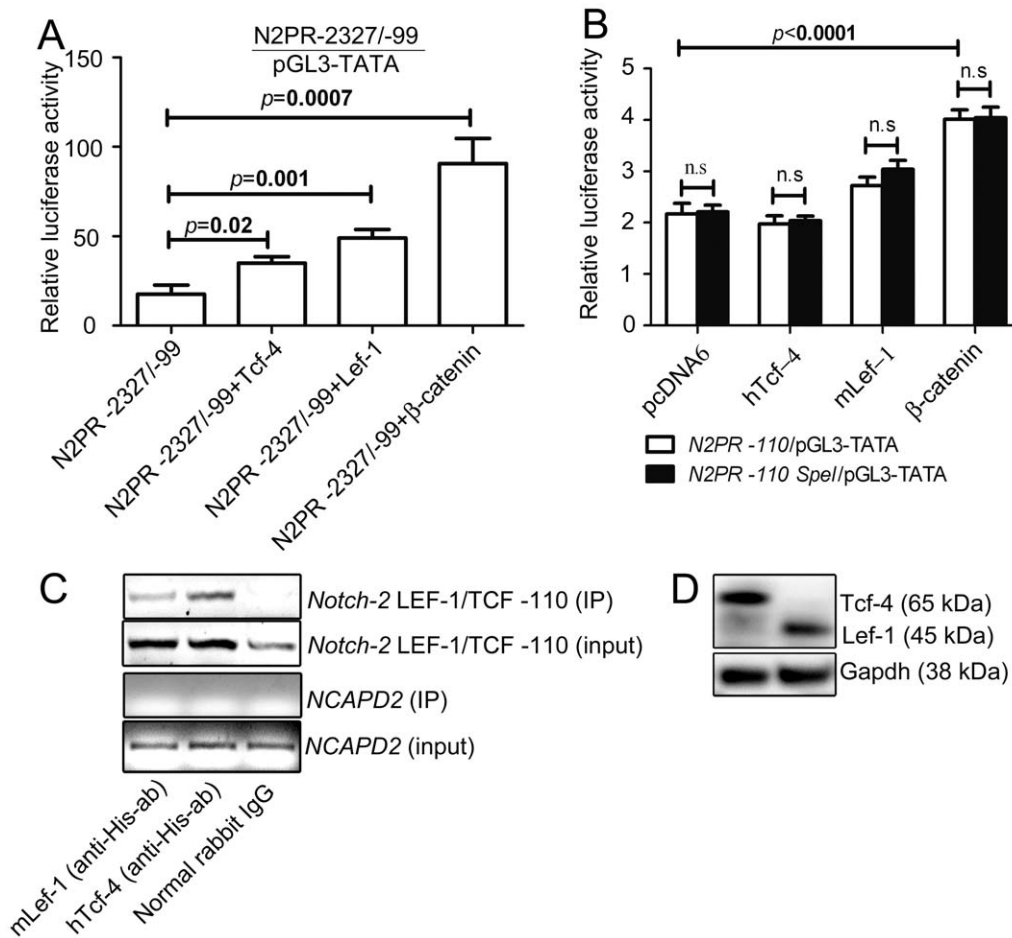 A
N2PR-2327/-99
pGL3-TATA
Relative luciferase activity
150
100
50
0
p=0.0007
p=0.001
p=0.02
N2PR -2327/-99
N2PR -2327/-99+Tcf-4
N2PR -2327/-99+Lef-1
N2PR -2327/-99+β-catenin
B
p<0.0001
Relative luciferase activity
5
4
3
2
1
0
n.s
n.s
n.s
n.s
pcDNA6
hTcf-4
mLef-1
β-catenin
N2PR -110/pGL3-TATA
N2PR -110 SpeI/pGL3-TATA
C
Notch-2 LEF-1/TCF -110 (IP)
Notch-2 LEF-1/TCF -110 (input)
NCAPD2 (IP)
NCAPD2 (input)
mLef-1 (anti-His-ab)
hTcf-4 (anti-His-ab)
Normal rabbit IgG
D
Tcf-4 (65 kDa)
Lef-1 (45 kDa)
Gapdh (38 kDa)